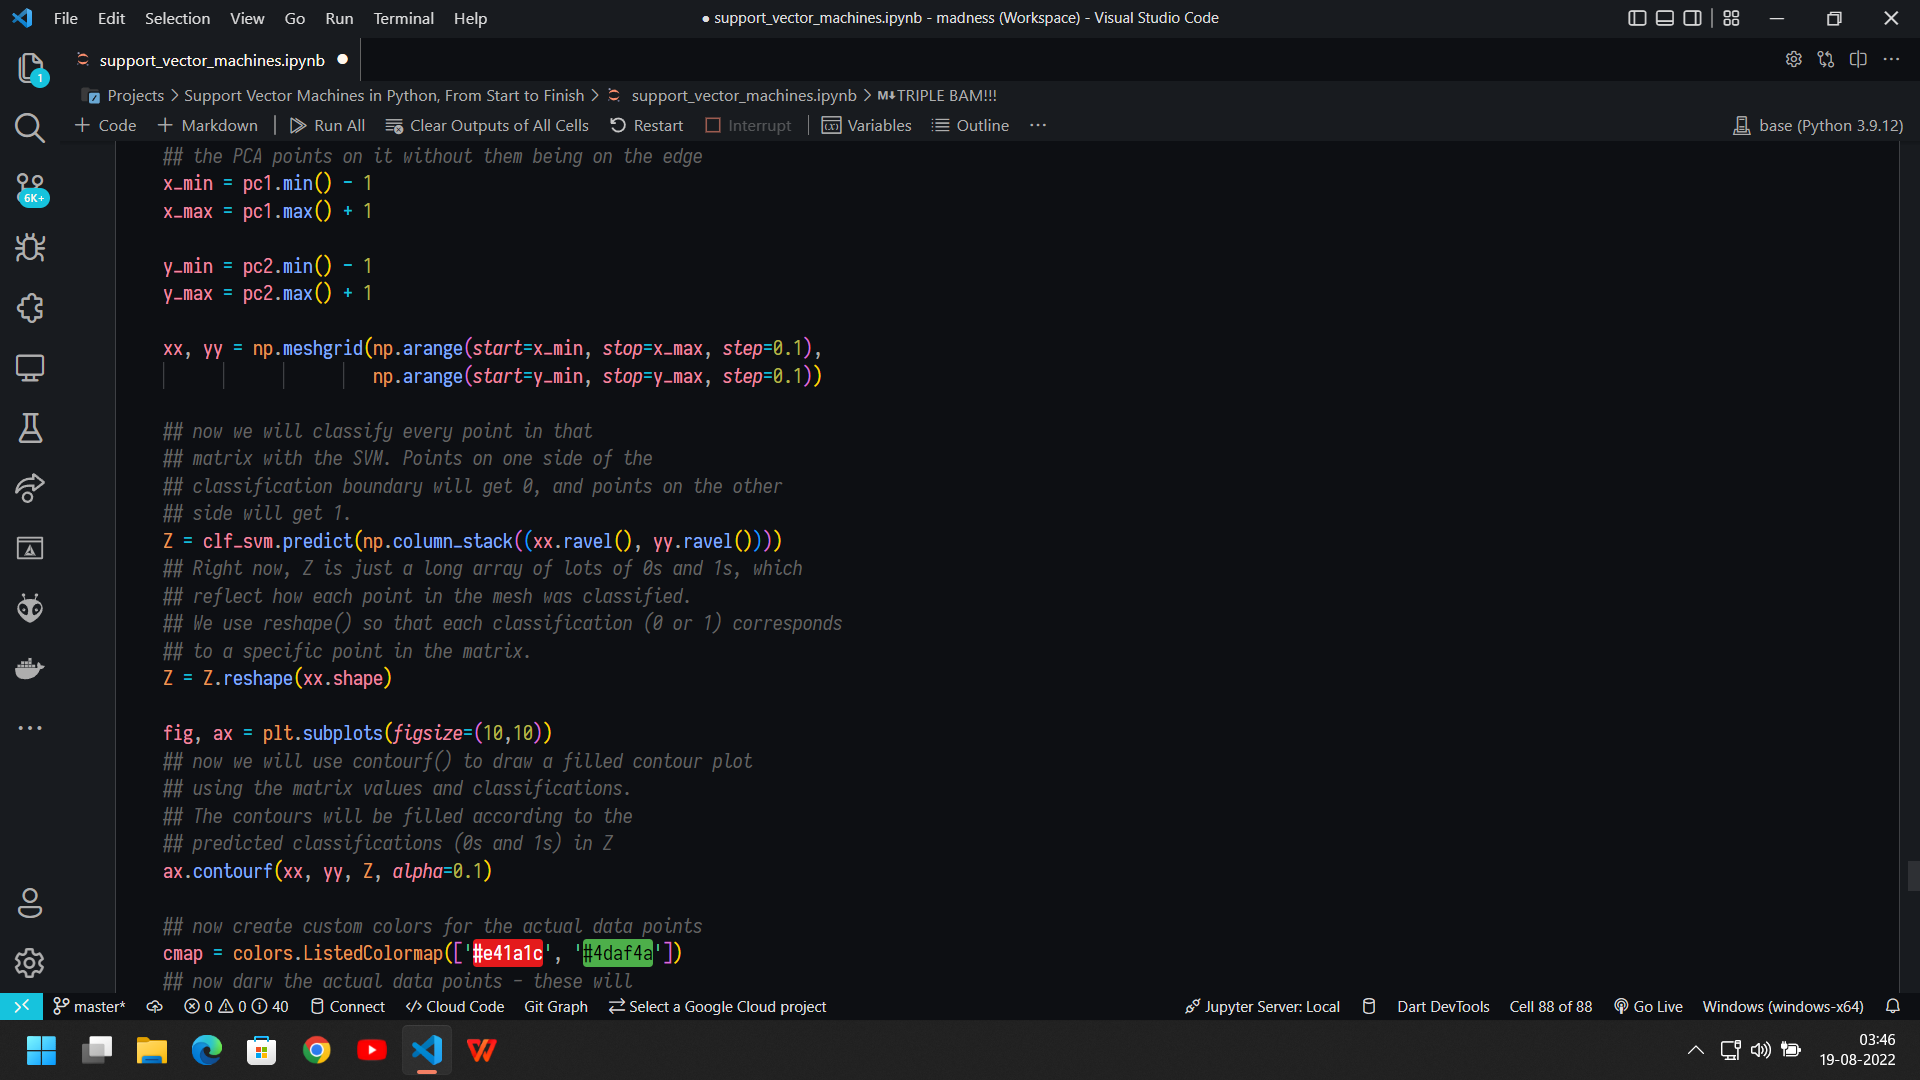 File Edit Selection View Go Run Terminal Help
● support_vector_machines.ipynb - madness (Workspace) - Visual Studio Code
support_vector_machines.ipynb ●
Projects > Support Vector Machines in Python, From Start to Finish > support_vector_machines.ipynb > M↓TRIPLE BAM!!!
+ Code + Markdown | Run All Clear Outputs of All Cells Restart Interrupt | Variables Outline ··· base (Python 3.9.12)
1
6K+
## the PCA points on it without them being on the edge
x_min = pc1.min() - 1
x_max = pc1.max() + 1
y_min = pc2.min() - 1
y_max = pc2.max() + 1
xx, yy = np.meshgrid(np.arange(start=x_min, stop=x_max, step=0.1),
np.arange(start=y_min, stop=y_max, step=0.1))
## now we will classify every point in that
## matrix with the SVM. Points on one side of the
## classification boundary will get 0, and points on the other
## side will get 1.
Z = clf_svm.predict(np.column_stack((xx.ravel(), yy.ravel())))
## Right now, Z is just a long array of lots of 0s and 1s, which
## reflect how each point in the mesh was classified.
## We use reshape() so that each classification (0 or 1) corresponds
## to a specific point in the matrix.
Z = Z.reshape(xx.shape)
fig, ax = plt.subplots(figsize=(10,10))
## now we will use contourf() to draw a filled contour plot
## using the matrix values and classifications.
## The contours will be filled according to the
## predicted classifications (0s and 1s) in Z
ax.contourf(xx, yy, Z, alpha=0.1)
## now create custom colors for the actual data points
cmap = colors.ListedColormap(['#e41a1c', '#4daf4a'])
## now darw the actual data points - these will
master* 0 0 40 Connect Cloud Code Git Graph Select a Google Cloud project Jupyter Server: Local Dart DevTools Cell 88 of 88 Go Live Windows (windows-x64)
03:46
19-08-2022